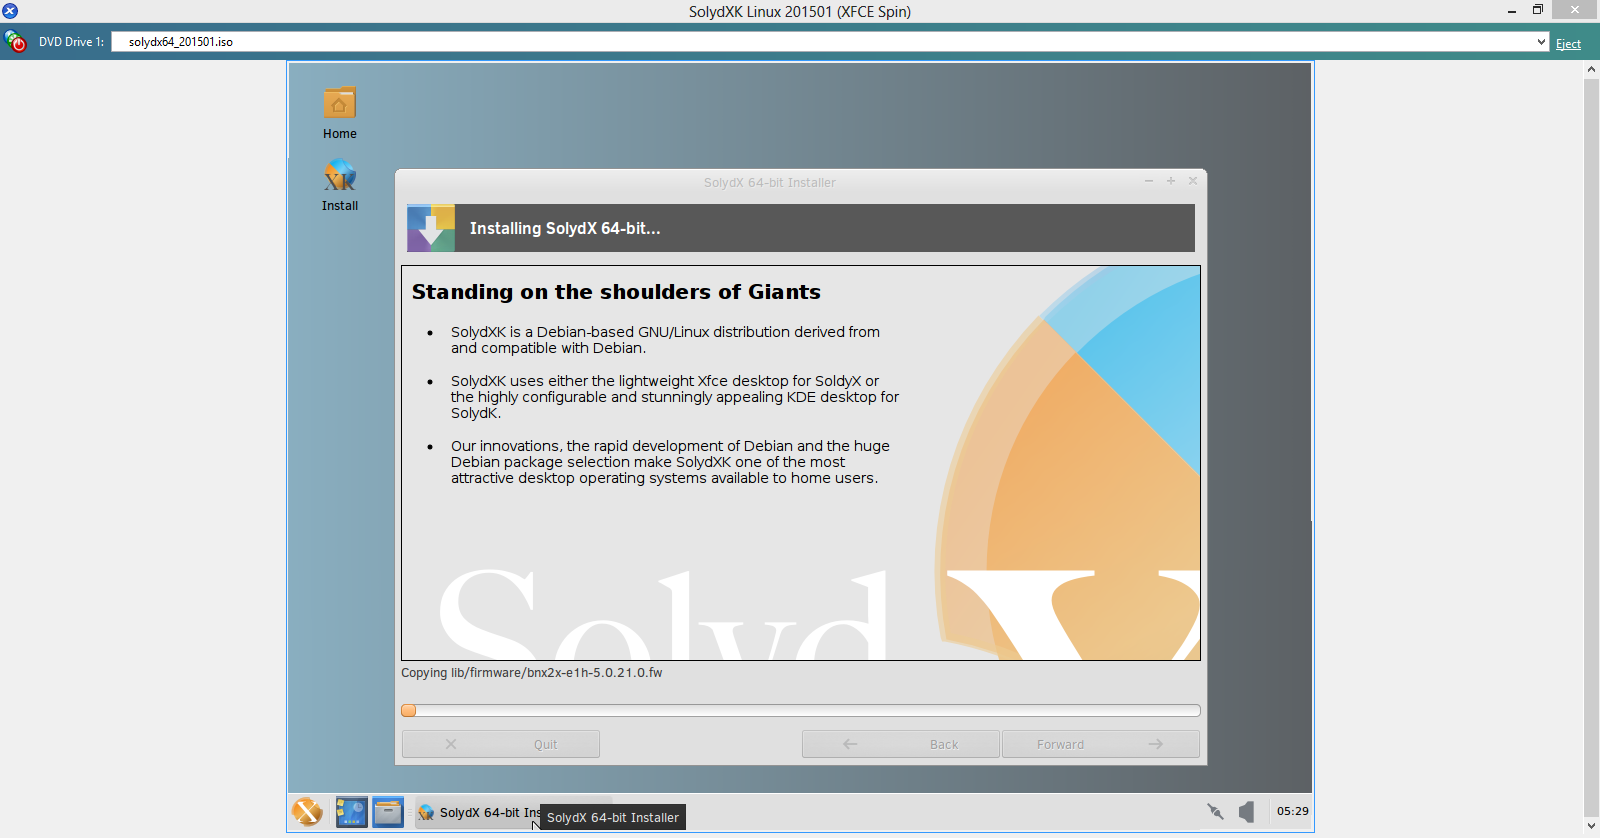 SolydXK Linux 201501 (XFCE Spin)
DVD Drive 1:
solydx64_201501.iso
Eject
Home
XK
Install
SolydX 64-bit Installer
Installing SolydX 64-bit...
Standing on the shoulders of Giants
• SolydXK is a Debian-based GNU/Linux distribution derived from
and compatible with Debian.
• SolydXK uses either the lightweight Xfce desktop for SoldyX or
the highly configurable and stunningly appealing KDE desktop for
SolydK.
• Our innovations, the rapid development of Debian and the huge
Debian package selection make SolydXK one of the most
attractive desktop operating systems available to home users.
SolydX
Copying lib/firmware/bnx2x-e1h-5.0.21.0.fw
Quit
Back
Forward
X
SolydX 64-bit Ins
SolydX 64-bit Installer
05:29